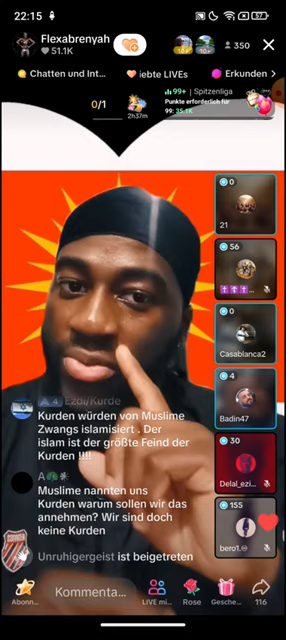 22:15
57
Flexabrenyah
51.1K
350
Chatten und Int...
iebte LIVEs
Erkunden
0/1
2h37m
99+ | Spitzenliga
Punkte erforderlich für
99: 35.1K
0
21
56
0
Casablanca2
4
Badin47
30
Delal_ezi...
155
bero1.
4 Ezdi/Kurde
Kurden würden von Muslime
Zwangs islamisiert . Der
islam ist der größte Feind der
Kurden !!!!
A
Muslime nannten uns
Kurden warum sollen wir das
annehmen? Wir sind doch
keine Kurden
Unruhigergeist ist beigetreten
Abonn...
Kommenta...
LIVE mi...
Rose
Gesche...
116